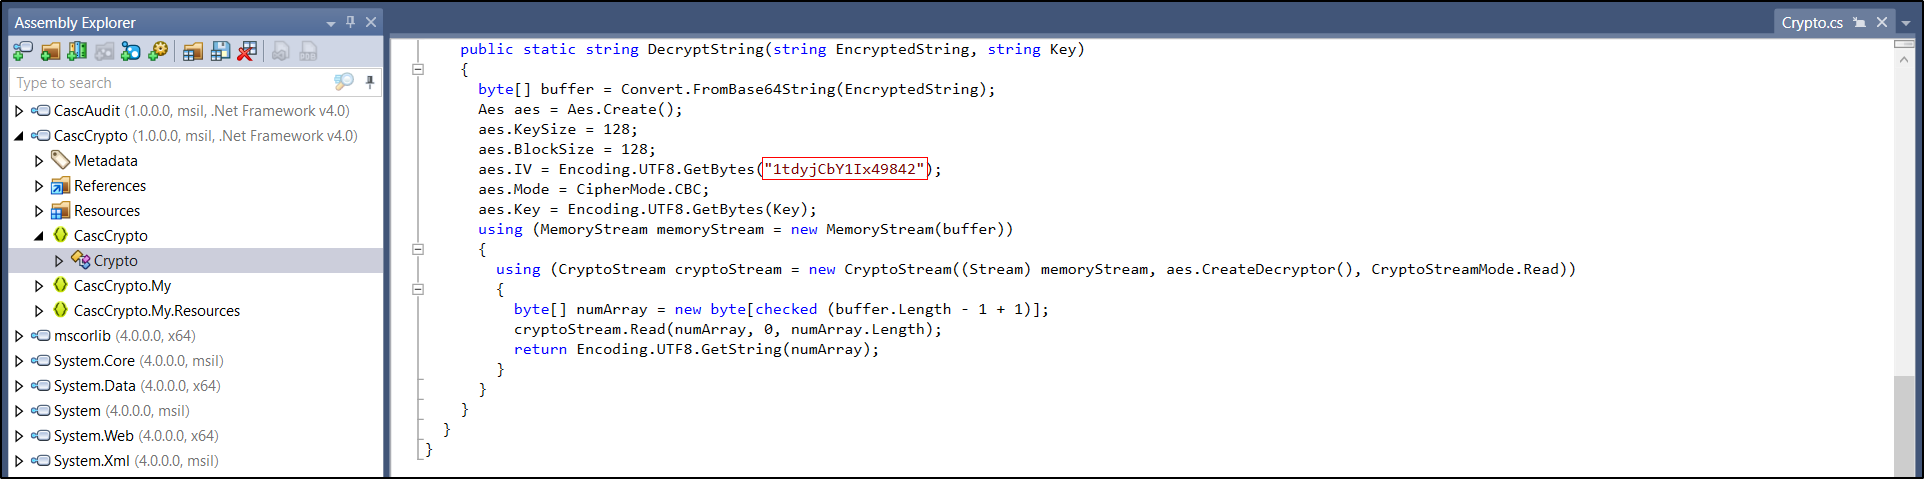 Assembly Explorer
Type to search
CascAudit (1.0.0.0, msil, .Net Framework v4.0)
CascCrypto (1.0.0.0, msil, .Net Framework v4.0)
Metadata
References
Resources
CascCrypto
Crypto
CascCrypto.My
CascCrypto.My.Resources
mscorlib (4.0.0.0, x64)
System.Core (4.0.0.0, msil)
System.Data (4.0.0.0, x64)
System (4.0.0.0, msil)
System.Web (4.0.0.0, x64)
System.Xml (4.0.0.0, msil)
Crypto.cs
public static string DecryptString(string EncryptedString, string Key)
{
byte[] buffer = Convert.FromBase64String(EncryptedString);
Aes aes = Aes.Create();
aes.KeySize = 128;
aes.BlockSize = 128;
aes.IV = Encoding.UTF8.GetBytes("1tdyjCbY1Ix49842");
aes.Mode = CipherMode.CBC;
aes.Key = Encoding.UTF8.GetBytes(Key);
using (MemoryStream memoryStream = new MemoryStream(buffer))
{
using (CryptoStream cryptoStream = new CryptoStream((Stream) memoryStream, aes.CreateDecryptor(), CryptoStreamMode.Read))
{
byte[] numArray = new byte[checked (buffer.Length - 1 + 1)];
cryptoStream.Read(numArray, 0, numArray.Length);
return Encoding.UTF8.GetString(numArray);
}
}
}
}
}